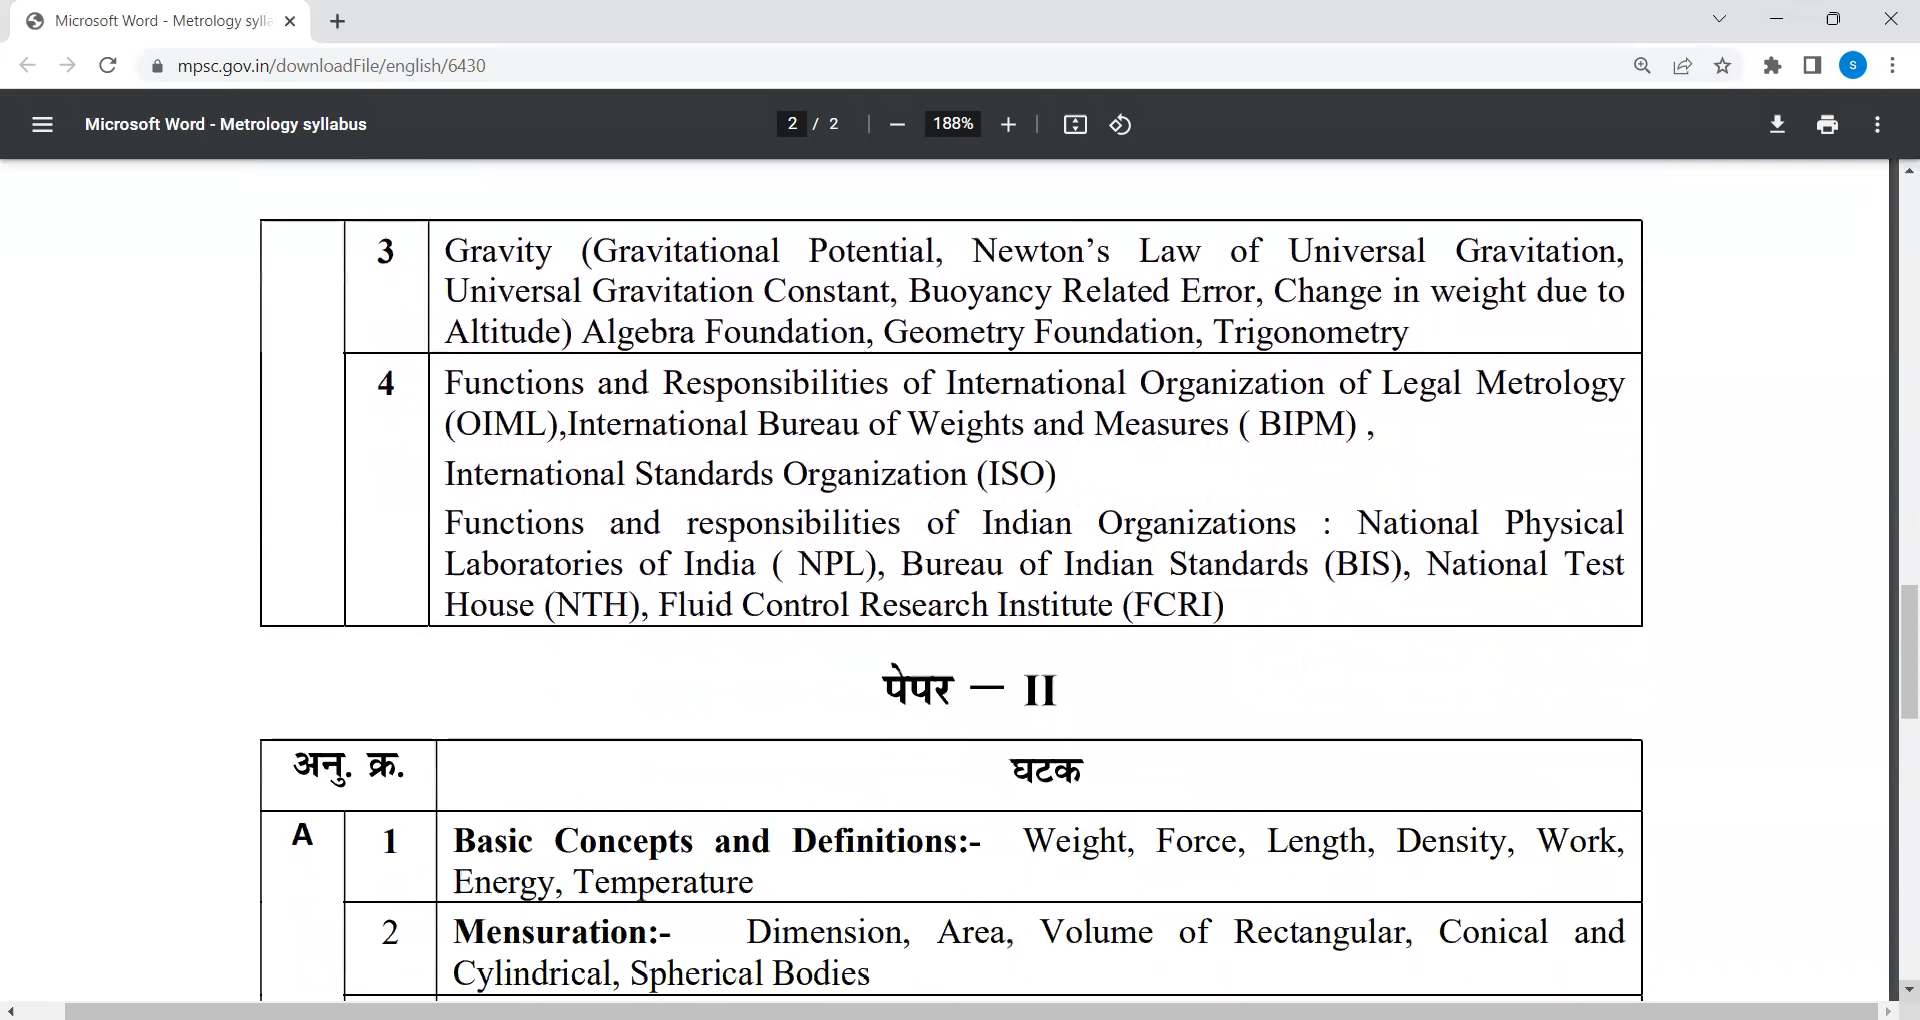 Microsoft Word - Metrology sylla
mpsc.gov.in/downloadFile/english/6430
s
Microsoft Word - Metrology syllabus
2 / 2
188%
3 Gravity (Gravitational Potential, Newton’s Law of Universal Gravitation,
Universal Gravitation Constant, Buoyancy Related Error, Change in weight due to
Altitude) Algebra Foundation, Geometry Foundation, Trigonometry
4 Functions and Responsibilities of International Organization of Legal Metrology
(OIML),International Bureau of Weights and Measures ( BIPM) ,
International Standards Organization (ISO)
Functions and responsibilities of Indian Organizations : National Physical
Laboratories of India ( NPL), Bureau of Indian Standards (BIS), National Test
House (NTH), Fluid Control Research Institute (FCRI)
पेपर – II
अनु. क्र. घटक
A 1 Basic Concepts and Definitions:- Weight, Force, Length, Density, Work,
Energy, Temperature
2 Mensuration:- Dimension, Area, Volume of Rectangular, Conical and
Cylindrical, Spherical Bodies